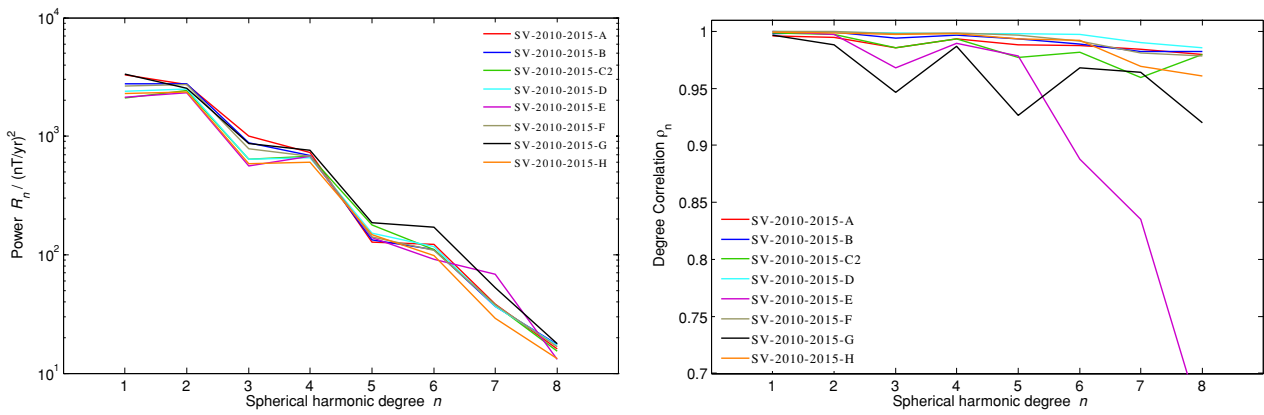 10^4
10^3
10^2
10^1
Power R_n / (nT/yr)^2
SV-2010-2015-A
SV-2010-2015-B
SV-2010-2015-C2
SV-2010-2015-D
SV-2010-2015-E
SV-2010-2015-F
SV-2010-2015-G
SV-2010-2015-H
1 2 3 4 5 6 7 8
Spherical harmonic degree n
1
0.95
0.9
0.85
0.8
0.75
0.7
Degree Correlation ρ_n
SV-2010-2015-A
SV-2010-2015-B
SV-2010-2015-C2
SV-2010-2015-D
SV-2010-2015-E
SV-2010-2015-F
SV-2010-2015-G
SV-2010-2015-H
1 2 3 4 5 6 7 8
Spherical harmonic degree n